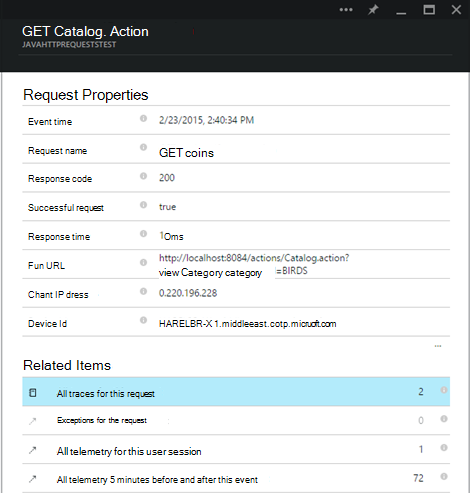 GET Catalog. Action
JAVAHTTPREQUESTSTEST
Request Properties
Event time 2/23/2015, 2:40:34 PM
Request name GET coins
Response code 200
Successful request true
Response time 1Oms
Fun URL http://localhost:8084/actions/Catalog.action?
view Category category =BIRDS
Chant IP dress 0.220.196.228
Device Id HARELBR-X 1.middleeast.cotp.micruoft.com
...
Related Items
All traces for this request 2
Exceptions for the request 0
All telemetry for this user session 1
All telemetry 5 minutes before and after this event 72